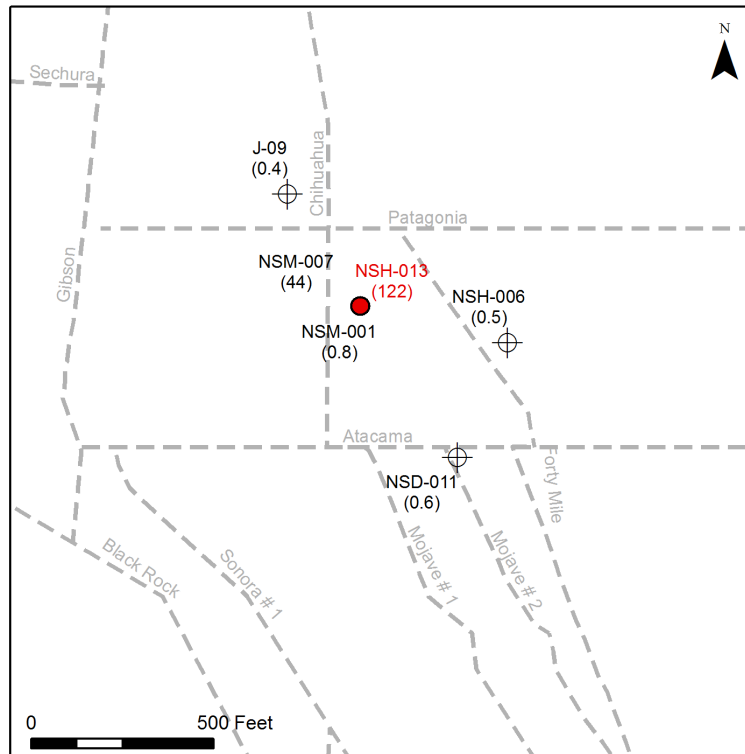 N
Sechura
J-09
(0.4)
Chihuahua
Patagonia
Gibson
NSM-007
(44)
NSH-013
(122)
NSH-006
(0.5)
NSM-001
(0.8)
Atacama
NSD-011
(0.6)
Forty Mile
Black Rock
Sonora # 1
Mojave # 1
Mojave # 2
0
500 Feet